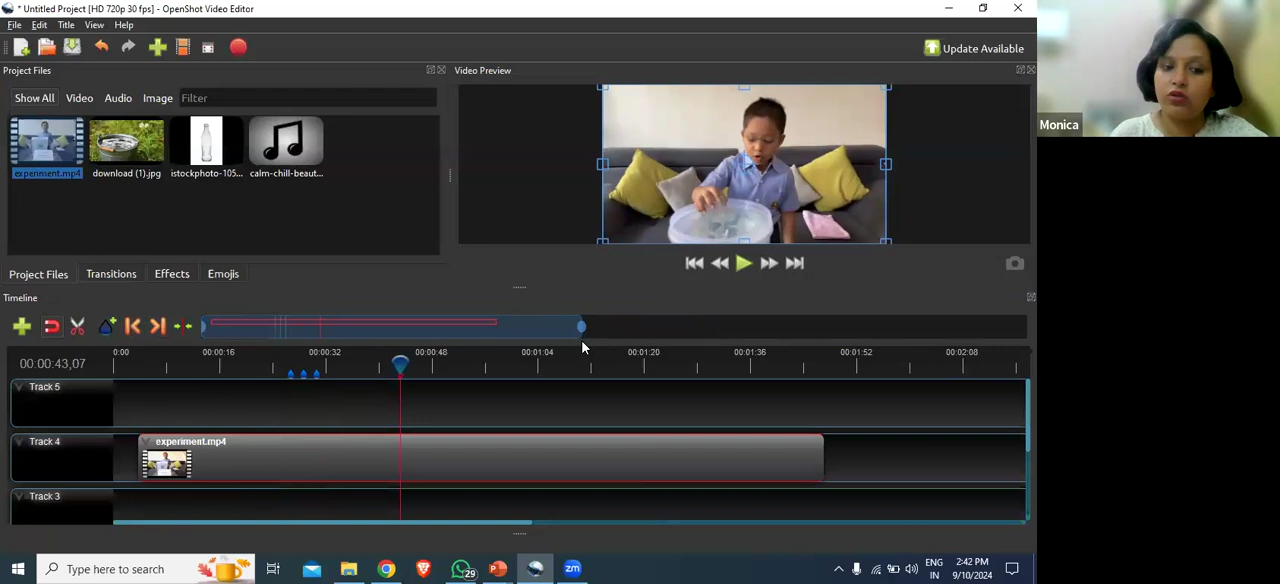 * Untitled Project [HD 720p 30 fps] - OpenShot Video Editor
File Edit Title View Help
Update Available
Project Files
Video Preview
Show All Video Audio Image Filter
experiment.mp4 download (1).jpg istockphoto-105... calm-chill-beaut...
Monica
Project Files Transitions Effects Emojis
Timeline
00:00:43,07
0:00 00:00:16 00:00:32 00:00:48 00:01:04 00:01:20 00:01:36 00:01:52 00:02:08
Track 5
Track 4
experiment.mp4
Track 3
Type here to search
29
zm
ENG
IN
2:42 PM
9/10/2024